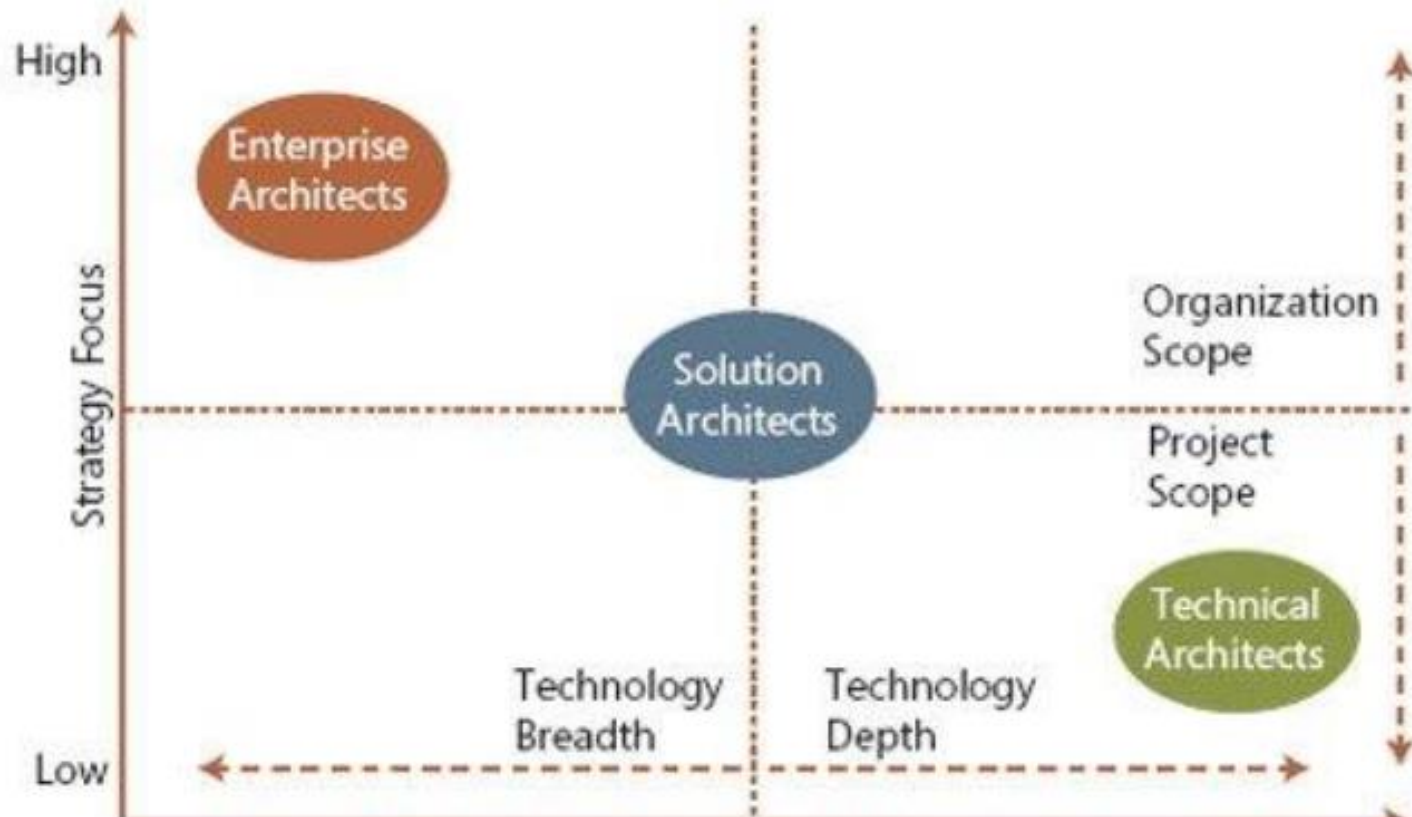 High
Enterprise
Architects
Strategy Focus
Solution
Architects
Organization
Scope
Project
Scope
Technical
Architects
Technology
Breadth
Technology
Depth
Low